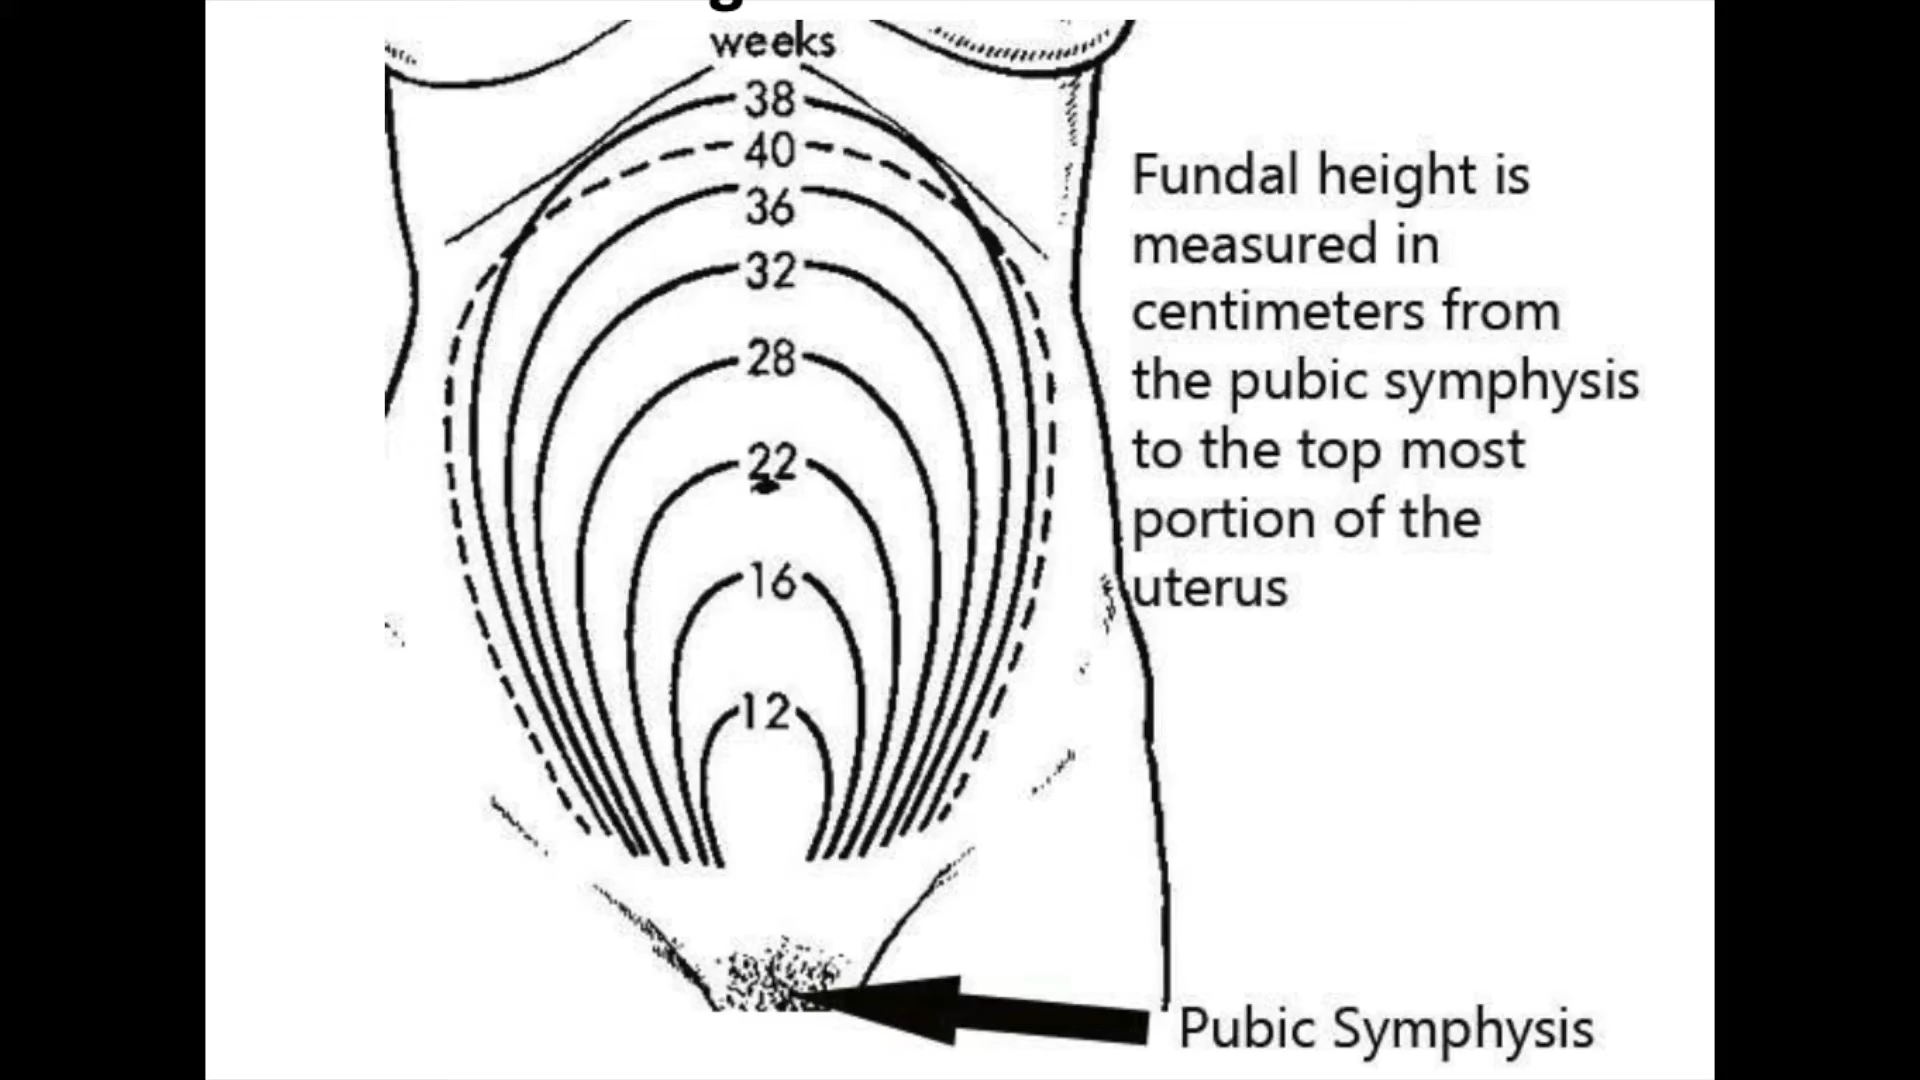 weeks
38
40
36
32
28
22
16
12
Fundal height is
measured in
centimeters from
the pubic symphysis
to the top most
portion of the
uterus
Pubic Symphysis